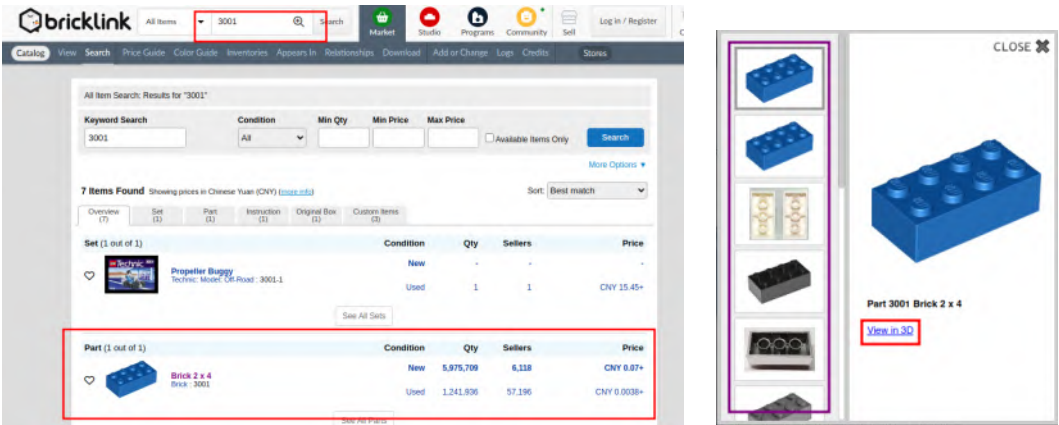 bricklink All Items 3001 Search Market Studio Programs Community Sell Log in / Register
Catalog View Search Price Guide Color Guide Inventories Appears In Relationships Download Add or Change Logs Credits Stores
All Item Search: Results for "3001"
Keyword Search Condition Min Qty Min Price Max Price
3001 All Available Items Only Search
More Options ▼
7 Items Found Showing prices in Chinese Yuan (CNY) (more info) Sort: Best match
Overview (7) Set (1) Part (1) Instruction (1) Original Box (1) Custom Items (3)
Set (1 out of 1) Condition Qty Sellers Price
Technic
Propeller Buggy
Technic: Model: Off-Road : 3001-1
New - - -
Used 1 1 CNY 15.45+
See All Sets
Part (1 out of 1) Condition Qty Sellers Price
Brick 2 x 4
Brick : 3001
New 5,975,709 6,118 CNY 0.07+
Used 1,241,936 57,196 CNY 0.0038+
See All Parts
CLOSE ✖
Part 3001 Brick 2 x 4
View in 3D